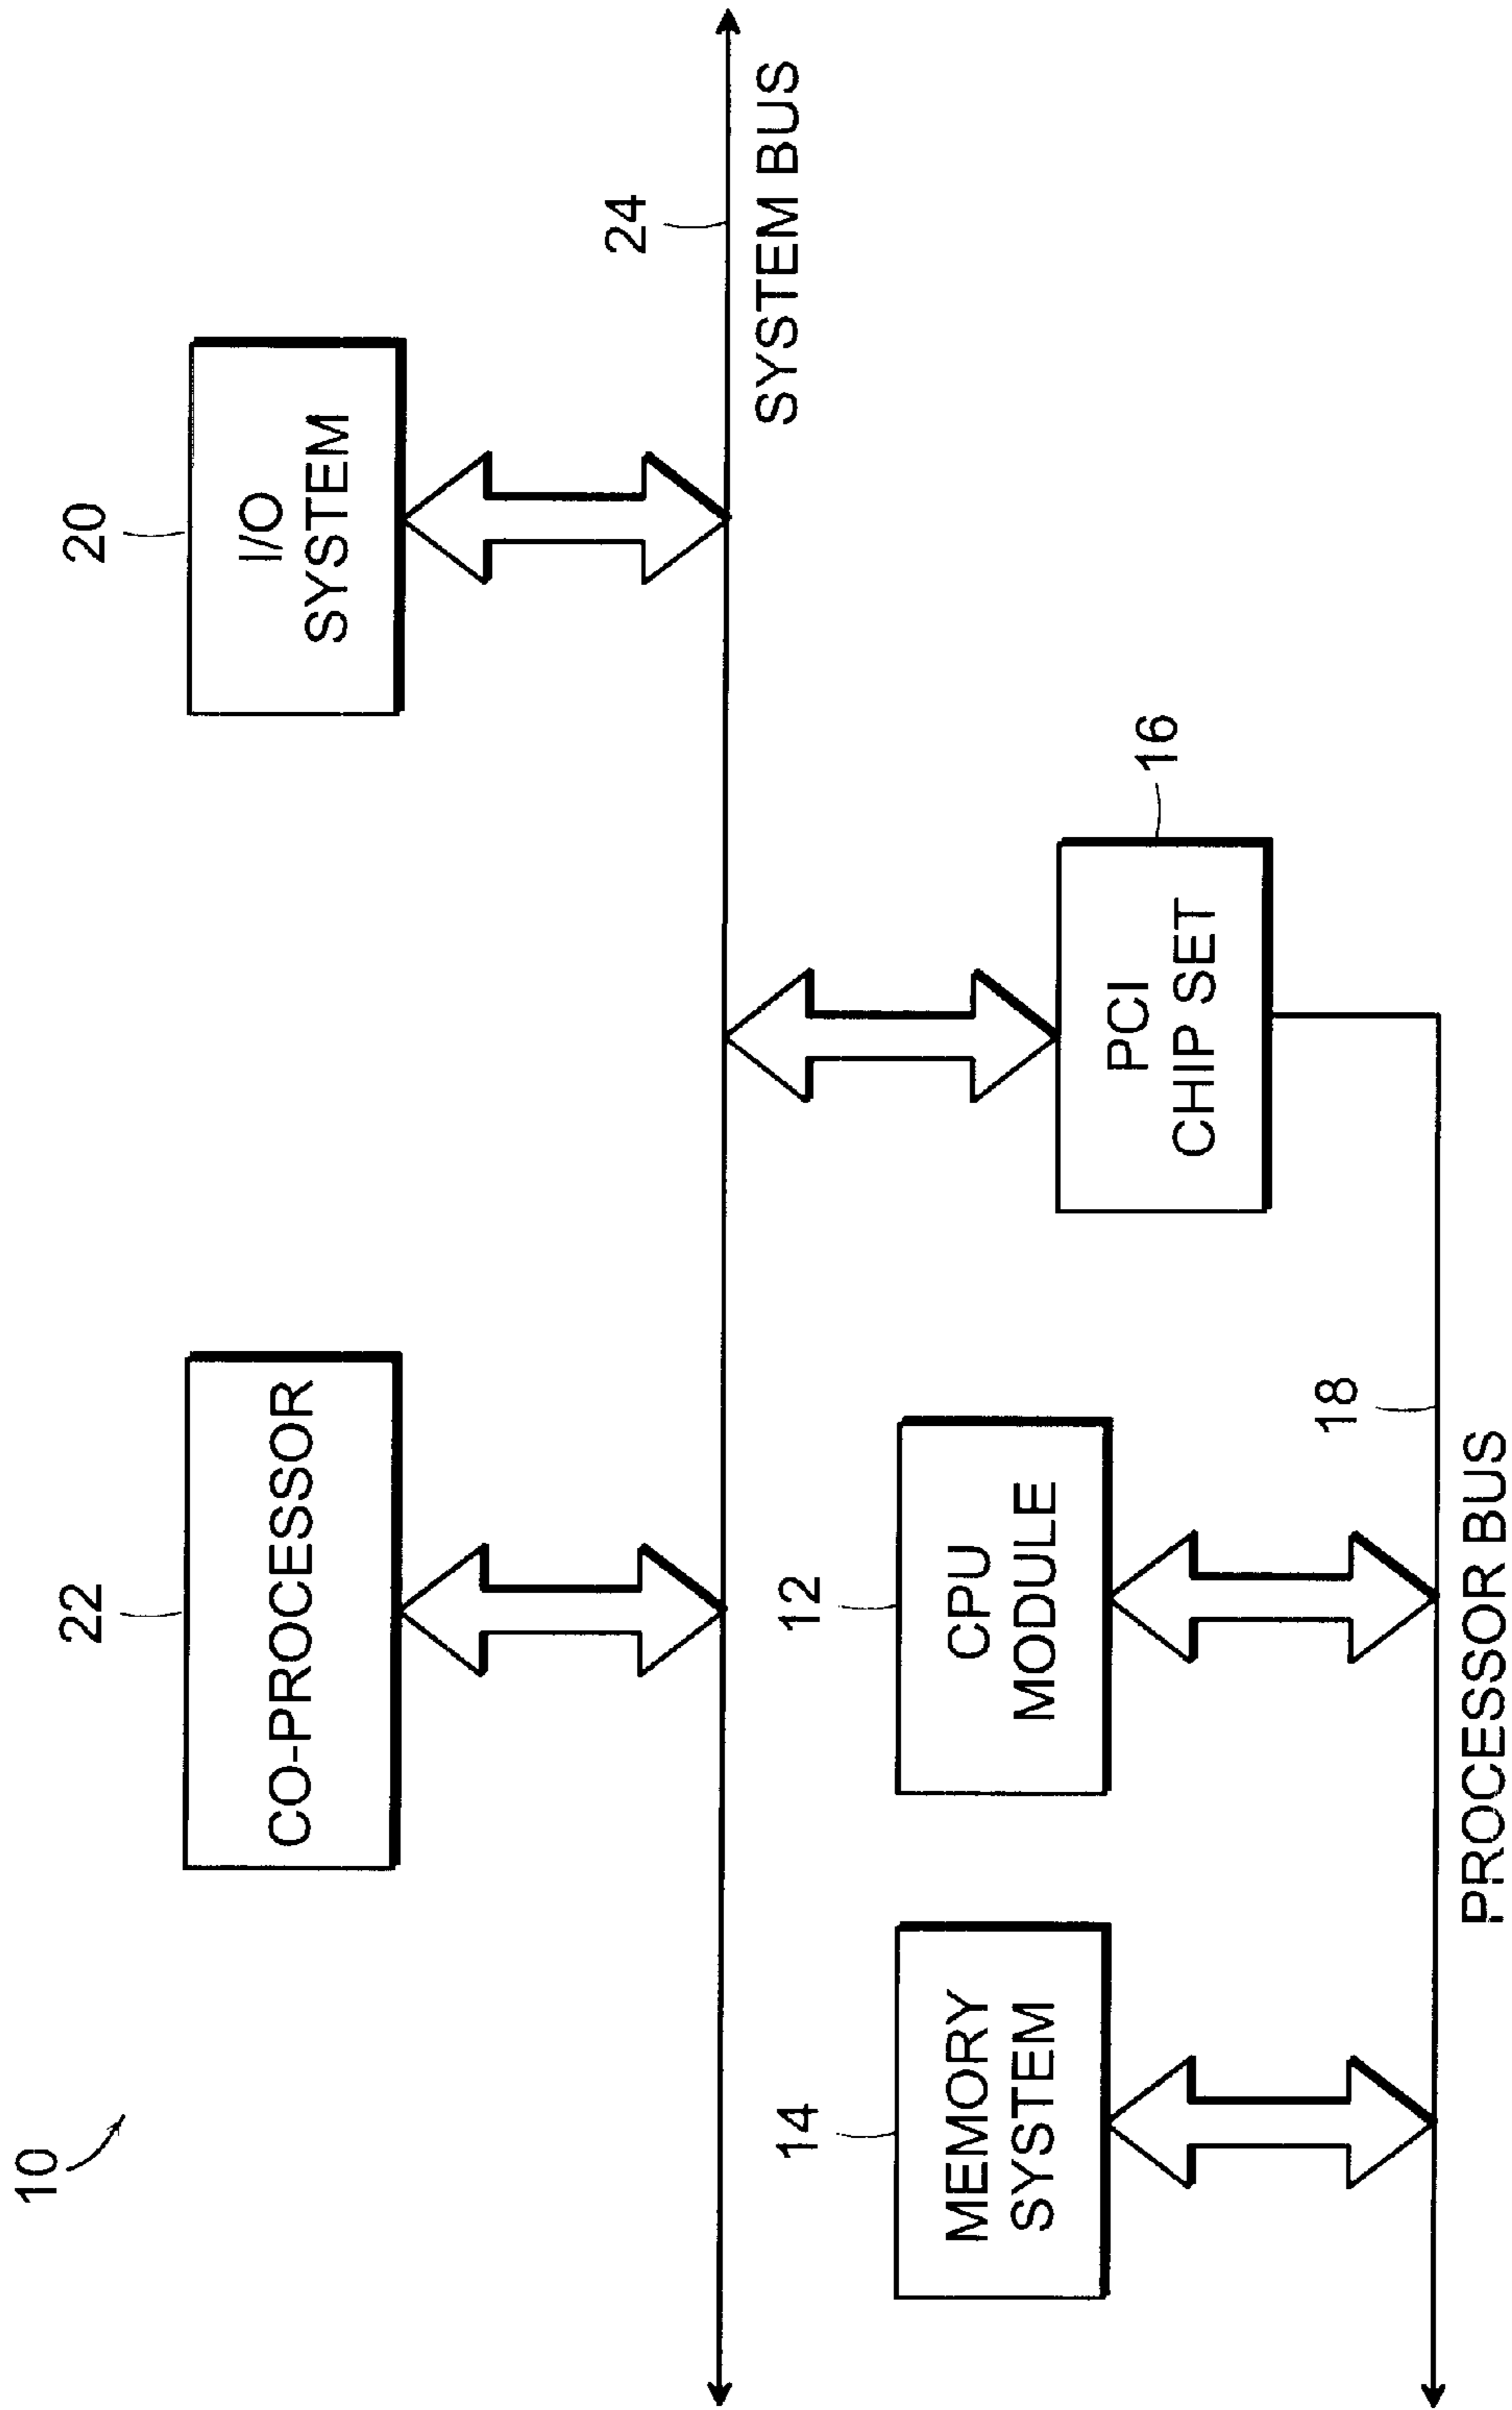 10
22
CO-PROCESSOR
20
I/O
SYSTEM
24
SYSTEM BUS
14
MEMORY
SYSTEM
12
CPU
MODULE
PCI
CHIP SET
16
18
PROCESSOR BUS